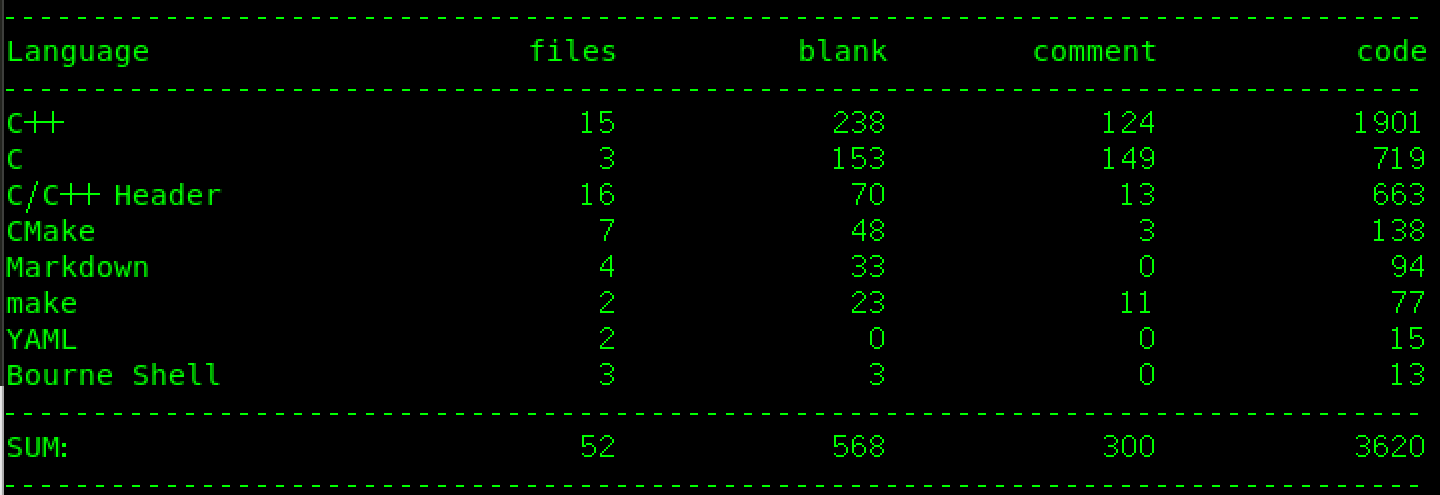 -------------------------------------------------------------------------------
Language                     files          blank        comment           code
-------------------------------------------------------------------------------
C++                             15            238            124           1901
C                                3            153            149            719
C/C++ Header                    16             70             13            663
CMake                            7             48              3            138
Markdown                         4             33              0             94
make                             2             23             11             77
YAML                             2              0              0             15
Bourne Shell                     3              3              0             13
-------------------------------------------------------------------------------
SUM:                            52            568            300           3620
-------------------------------------------------------------------------------